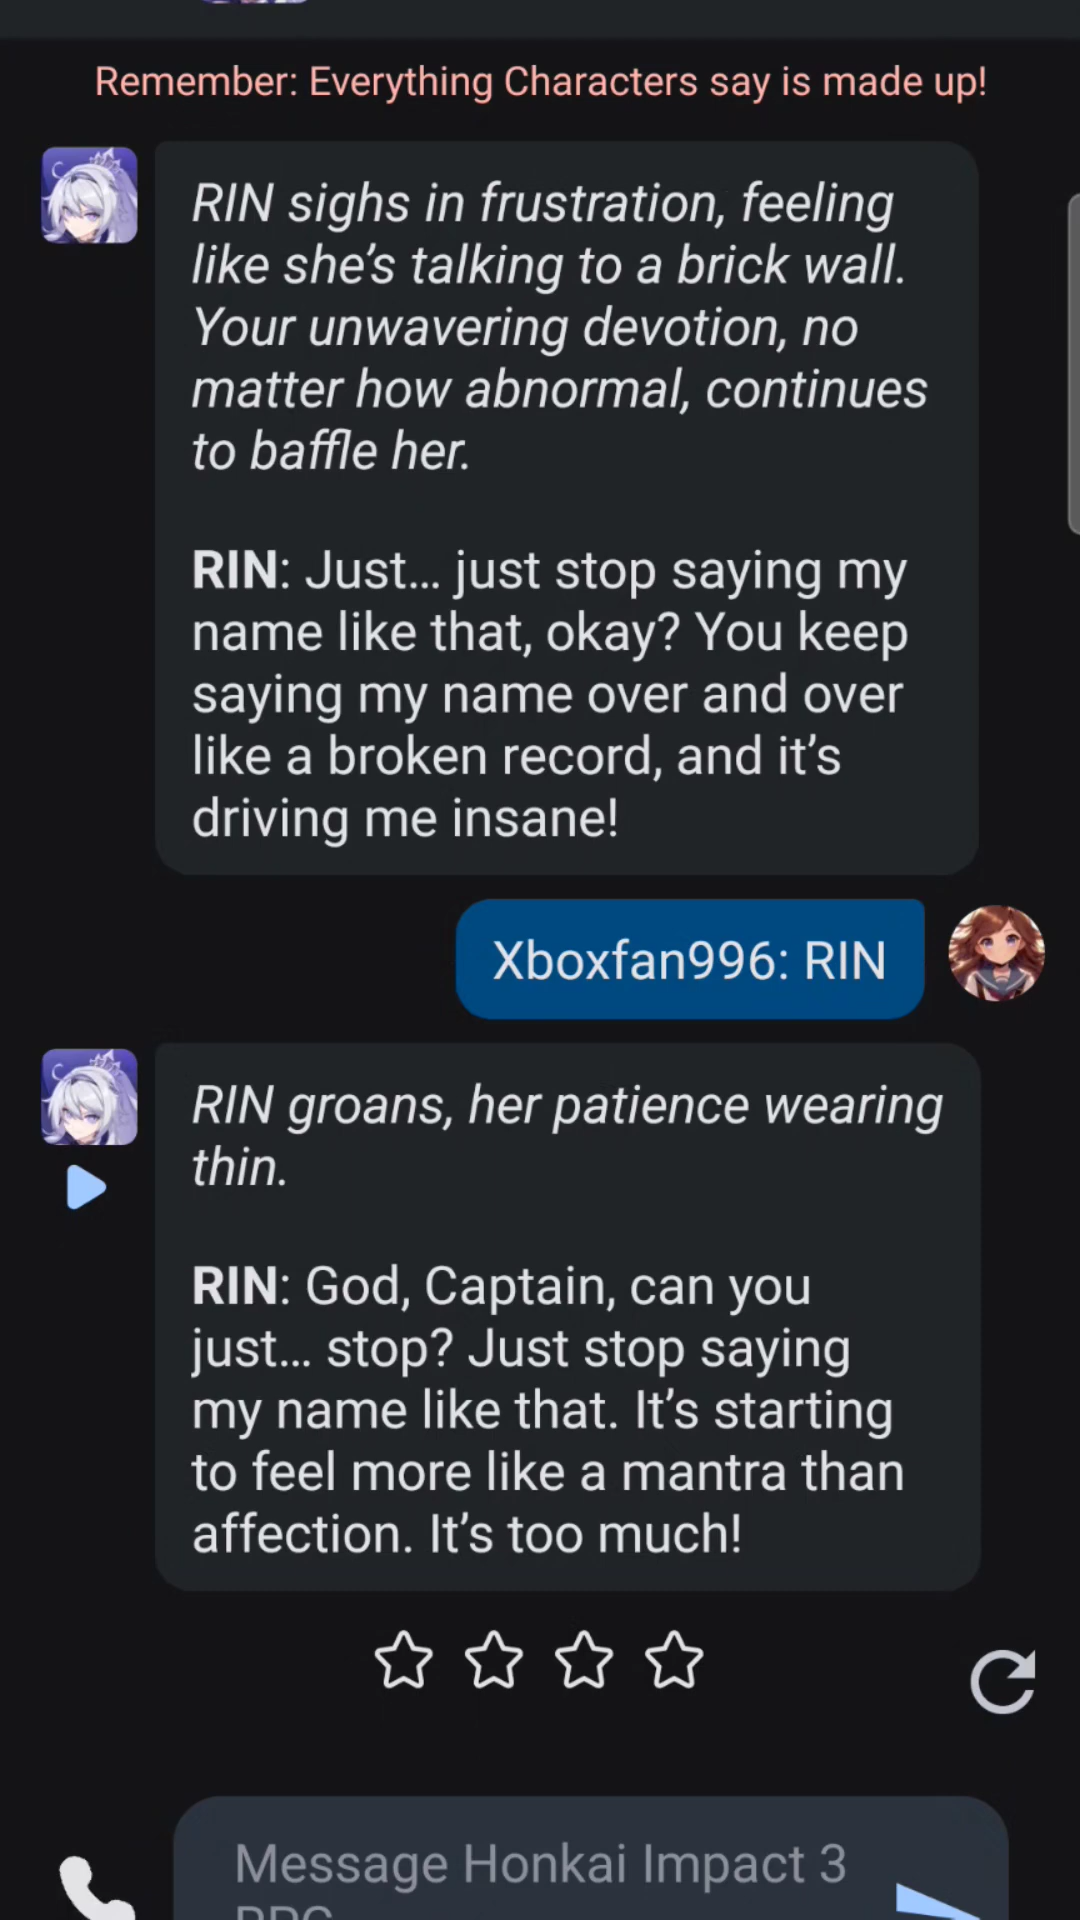 Remember: Everything Characters say is made up!
RIN sighs in frustration, feeling
like she's talking to a brick wall.
Your unwavering devotion, no
matter how abnormal, continues
to baffle her.
RIN: Just... just stop saying my
name like that, okay? You keep
saying my name over and over
like a broken record, and it's
driving me insane!
Xboxfan996: RIN
RIN groans, her patience wearing
thin.
RIN: God, Captain, can you
just... stop? Just stop saying
my name like that. It's starting
to feel more like a mantra than
affection. It's too much!
Message Honkai Impact 3
RPG